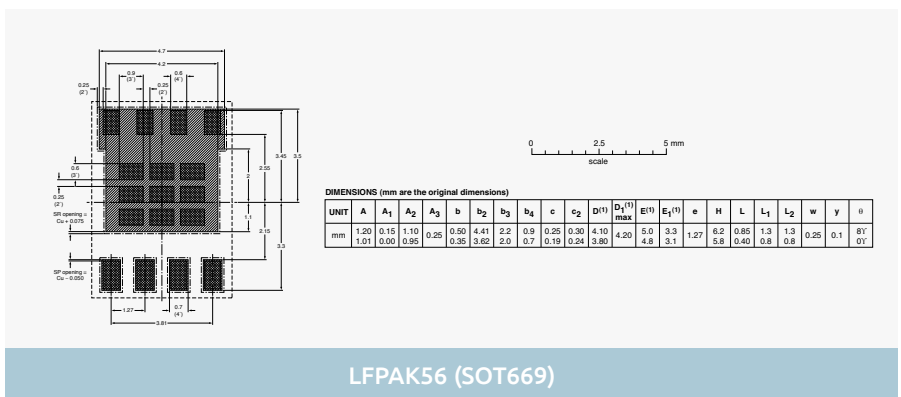 4.7
4.2
0.9
(3')
0.6
(4')
0.25
(2')
0.25
(2')
3.45
3.5
2.55
2
0.6
(3')
0.25
(2')
SR opening =
Cu + 0.075
1.1
2.15
3.3
SP opening =
Cu – 0.050
1.27
0.7
(4')
3.81
0 2.5 5 mm
scale
DIMENSIONS (mm are the original dimensions)
UNIT A A1 A2 A3 b b2 b3 b4 c c2 D(1) D1(1) max E(1) E1(1) e H L L1 L2 w y θ
mm 1.20 1.01 0.15 0.00 1.10 0.95 0.25 0.50 0.35 4.41 3.62 2.2 2.0 0.9 0.7 0.25 0.19 0.30 0.24 4.10 3.80 4.20 5.0 4.8 3.3 3.1 1.27 6.2 5.8 0.85 0.40 1.3 0.8 1.3 0.8 0.25 0.1
LFPAK56 (SOT669)